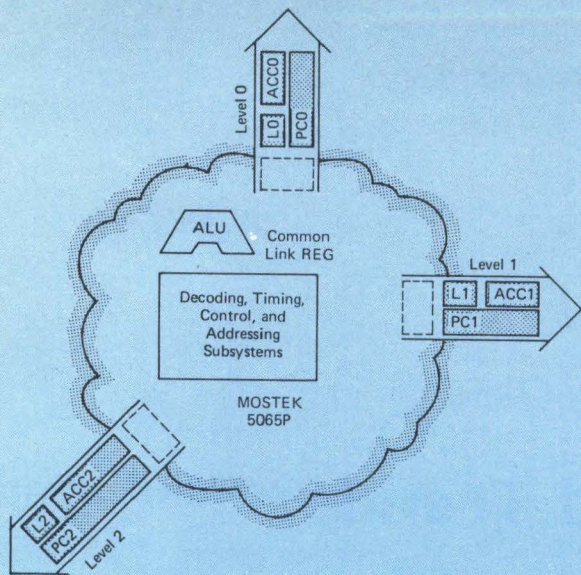 Level 0
ACC0
L0
PC0
ALU
Common
Link REG
Level 1
L1
ACC1
PC1
Decoding, Timing,
Control, and
Addressing
Subsystems
MOSTEK
5065P
L2
ACC2
PC2
Level 2